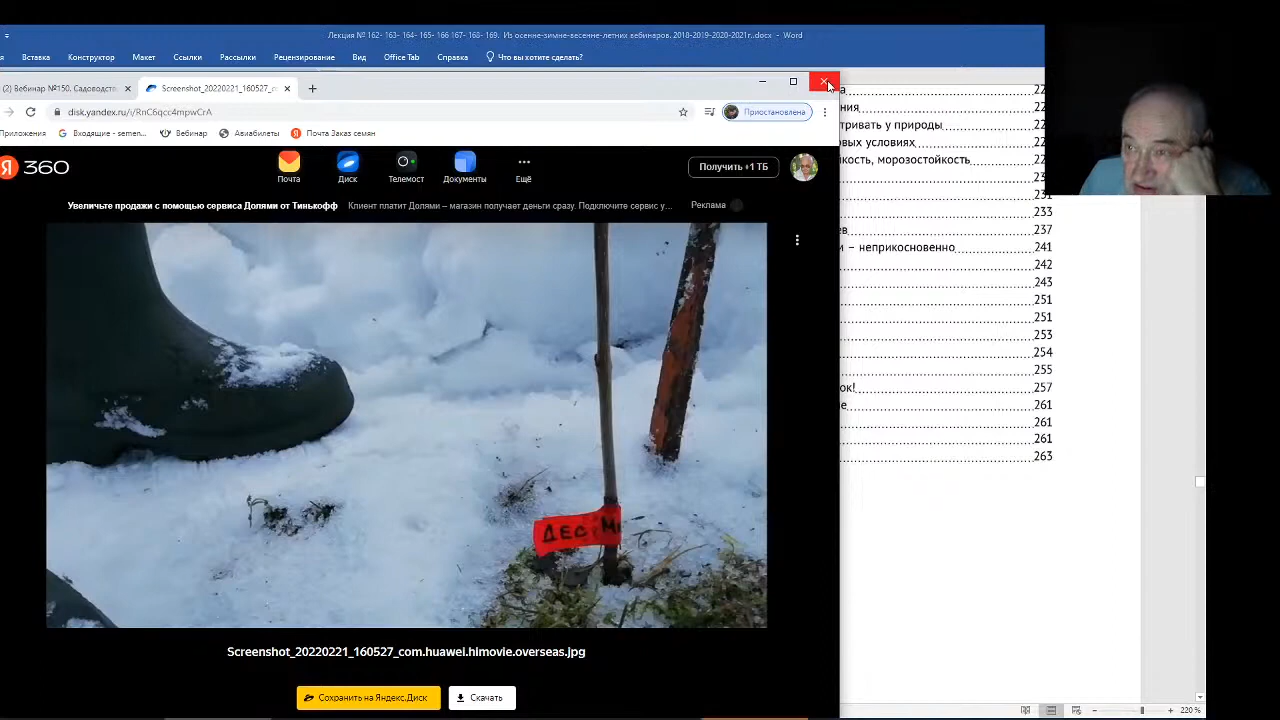 Лекция № 162- 163- 164- 165- 166 167- 168- 169. Из осенне-зимне-весенне-летних вебинаров. 2018-2019-2020-2021г..docx - Word
Вставка Конструктор Макет Ссылки Рассылки Рецензирование Вид Office Tab Справка Что вы хотите сделать?
(2) Вебинар №150. Садоводств Screenshot_20220221_160527_c
disk.yandex.ru/i/RnC6qcc4mpwCrA Приостановлена
Приложения Входящие - semen... Вебинар Авиабилеты Почта Заказ семян
Я 360
Почта Диск Телемост Документы Ещё
Получить +1 ТБ
Увеличьте продажи с помощью сервиса Долями от Тинькофф Клиент платит Долями – магазин получает деньги сразу. Подключите сервис у... Реклама
ДЕС
Screenshot_20220221_160527_com.huawei.himovie.overseas.jpg
Сохранить на Яндекс.Диск Скачать
тривать у природы
вых условиях
кость, морозостойкость
233
237
и – неприкосновенно 241
242
243
251
251
253
254
255
ок! 257
261
261
261
263
220 %